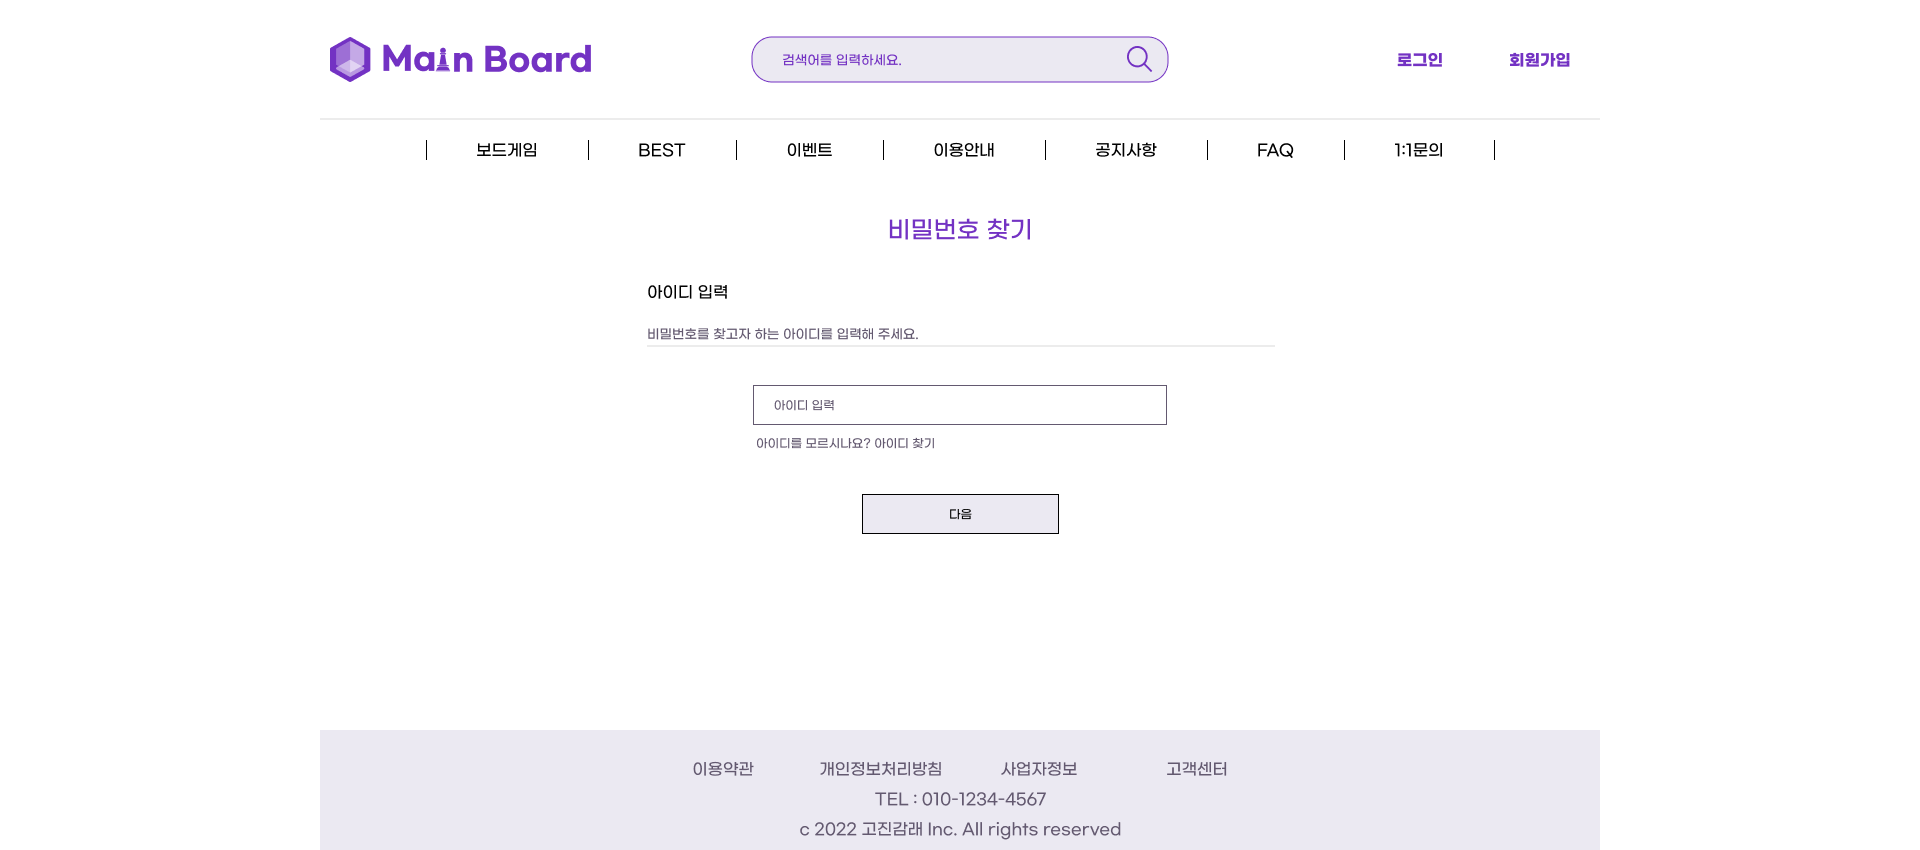 Main Board
검색어를 입력하세요.
로그인 회원가입
보드게임 BEST 이벤트 이용안내 공지사항 FAQ 1:1문의
비밀번호 찾기
아이디 입력
비밀번호를 찾고자 하는 아이디를 입력해 주세요.
아이디 입력
아이디를 모르시나요? 아이디 찾기
다음
이용약관 개인정보처리방침 사업자정보 고객센터
TEL : 010-1234-4567
c 2022 고진감래 Inc. All rights reserved